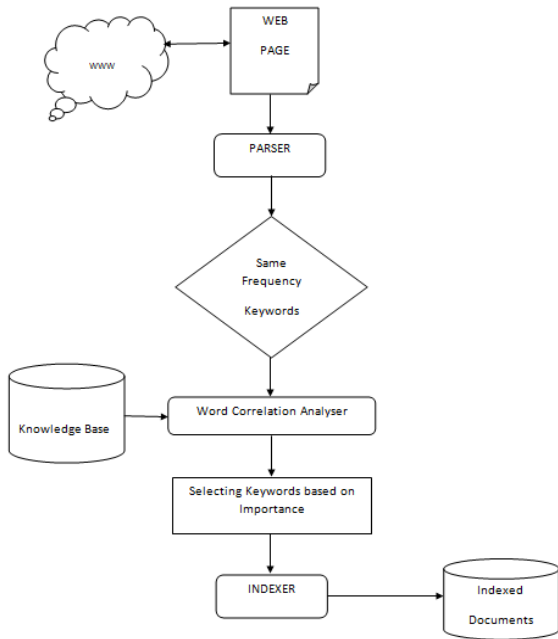 WEB
PAGE
www
PARSER
Same
Frequency
Keywords
Knowledge Base
Word Correlation Analyser
Selecting Keywords based on
Importance
INDEXER
Indexed
Documents